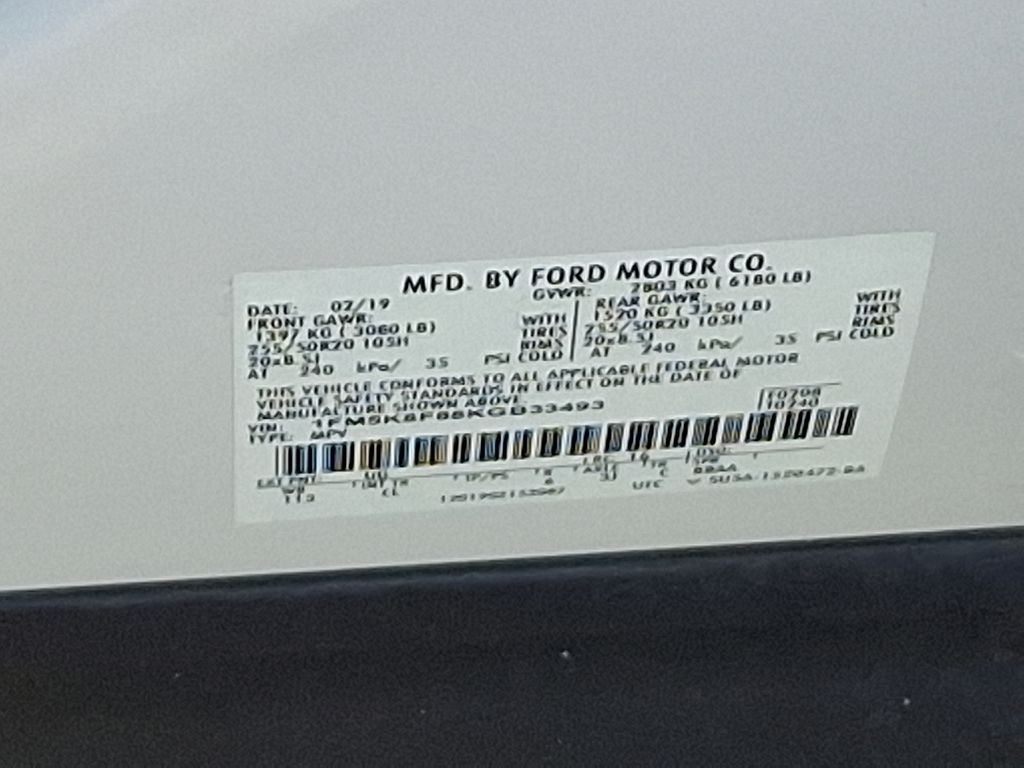 MFD. BY FORD MOTOR CO.
DATE: 02/19 GVWR: 2803 KG ( 6180 LB)
FRONT GAWR: REAR GAWR:
1397 KG ( 3080 LB) WITH 1520 KG ( 3350 LB) WITH
255/50R20 105H TIRES 255/50R20 105H TIRES
20x8.5J RIMS 20x8.5J RIMS
AT 240 kPa/ 35 PSI COLD AT 240 kPa/ 35 PSI COLD
THIS VEHICLE CONFORMS TO ALL APPLICABLE FEDERAL MOTOR
VEHICLE SAFETY STANDARDS IN EFFECT ON THE DATE OF
MANUFACTURE SHOWN ABOVE.
VIN:
TYPE: MPV
WB
UTC